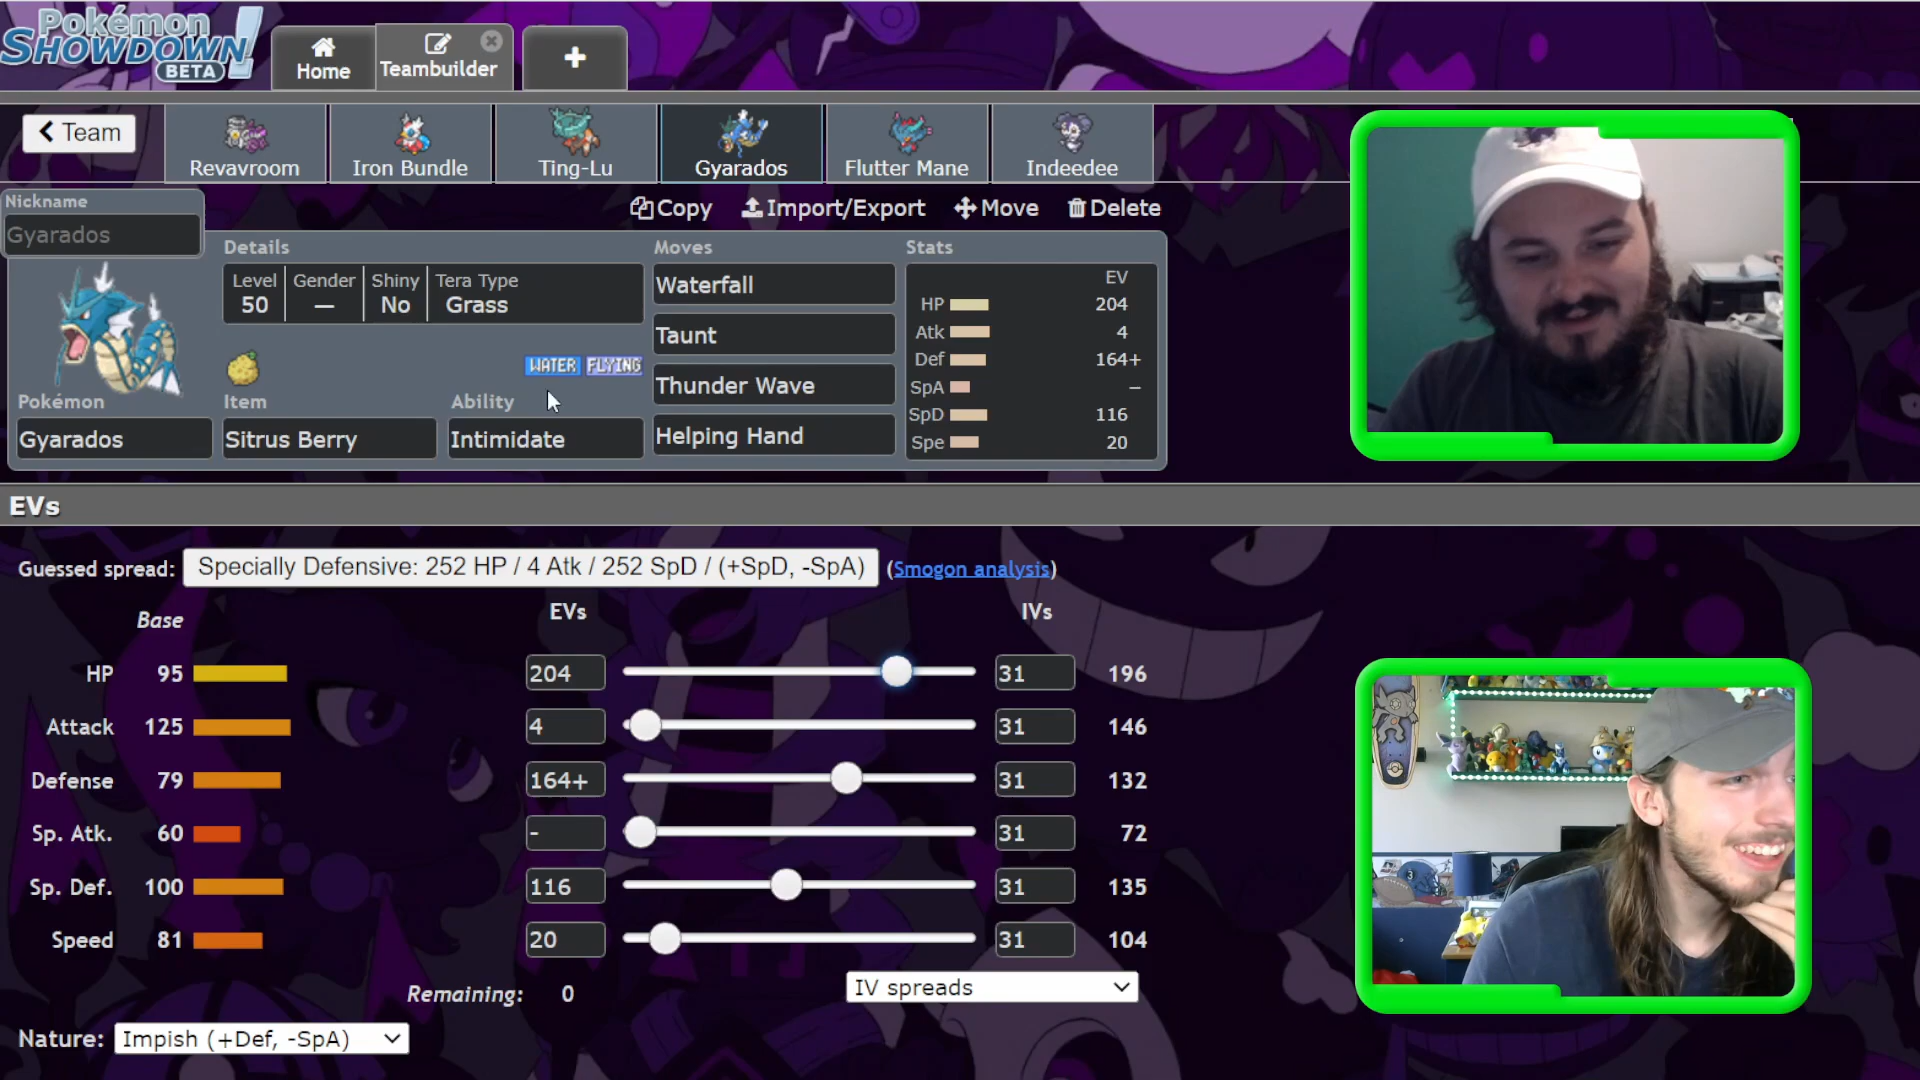 Pokémon
SHOWDOWN!
BETA
Home
Teambuilder
+
Team
Revavroom
Iron Bundle
Ting-Lu
Gyarados
Flutter Mane
Indeedee
Copy
Import/Export
Move
Delete
Nickname
Gyarados
Details
Level
50
Gender
—
Shiny
No
Tera Type
Grass
WATER FLYING
Pokémon
Gyarados
Item
Sitrus Berry
Ability
Intimidate
Moves
Waterfall
Taunt
Thunder Wave
Helping Hand
Stats
EV
HP 204
Atk 4
Def 164+
SpA –
SpD 116
Spe 20
EVs
Guessed spread: Specially Defensive: 252 HP / 4 Atk / 252 SpD / (+SpD, -SpA) (Smogon analysis)
Base EVs IVs
HP 95 204 31 196
Attack 125 4 31 146
Defense 79 164+ 31 132
Sp. Atk. 60 - 31 72
Sp. Def. 100 116 31 135
Speed 81 20 31 104
Remaining: 0
IV spreads
Nature: Impish (+Def, -SpA)